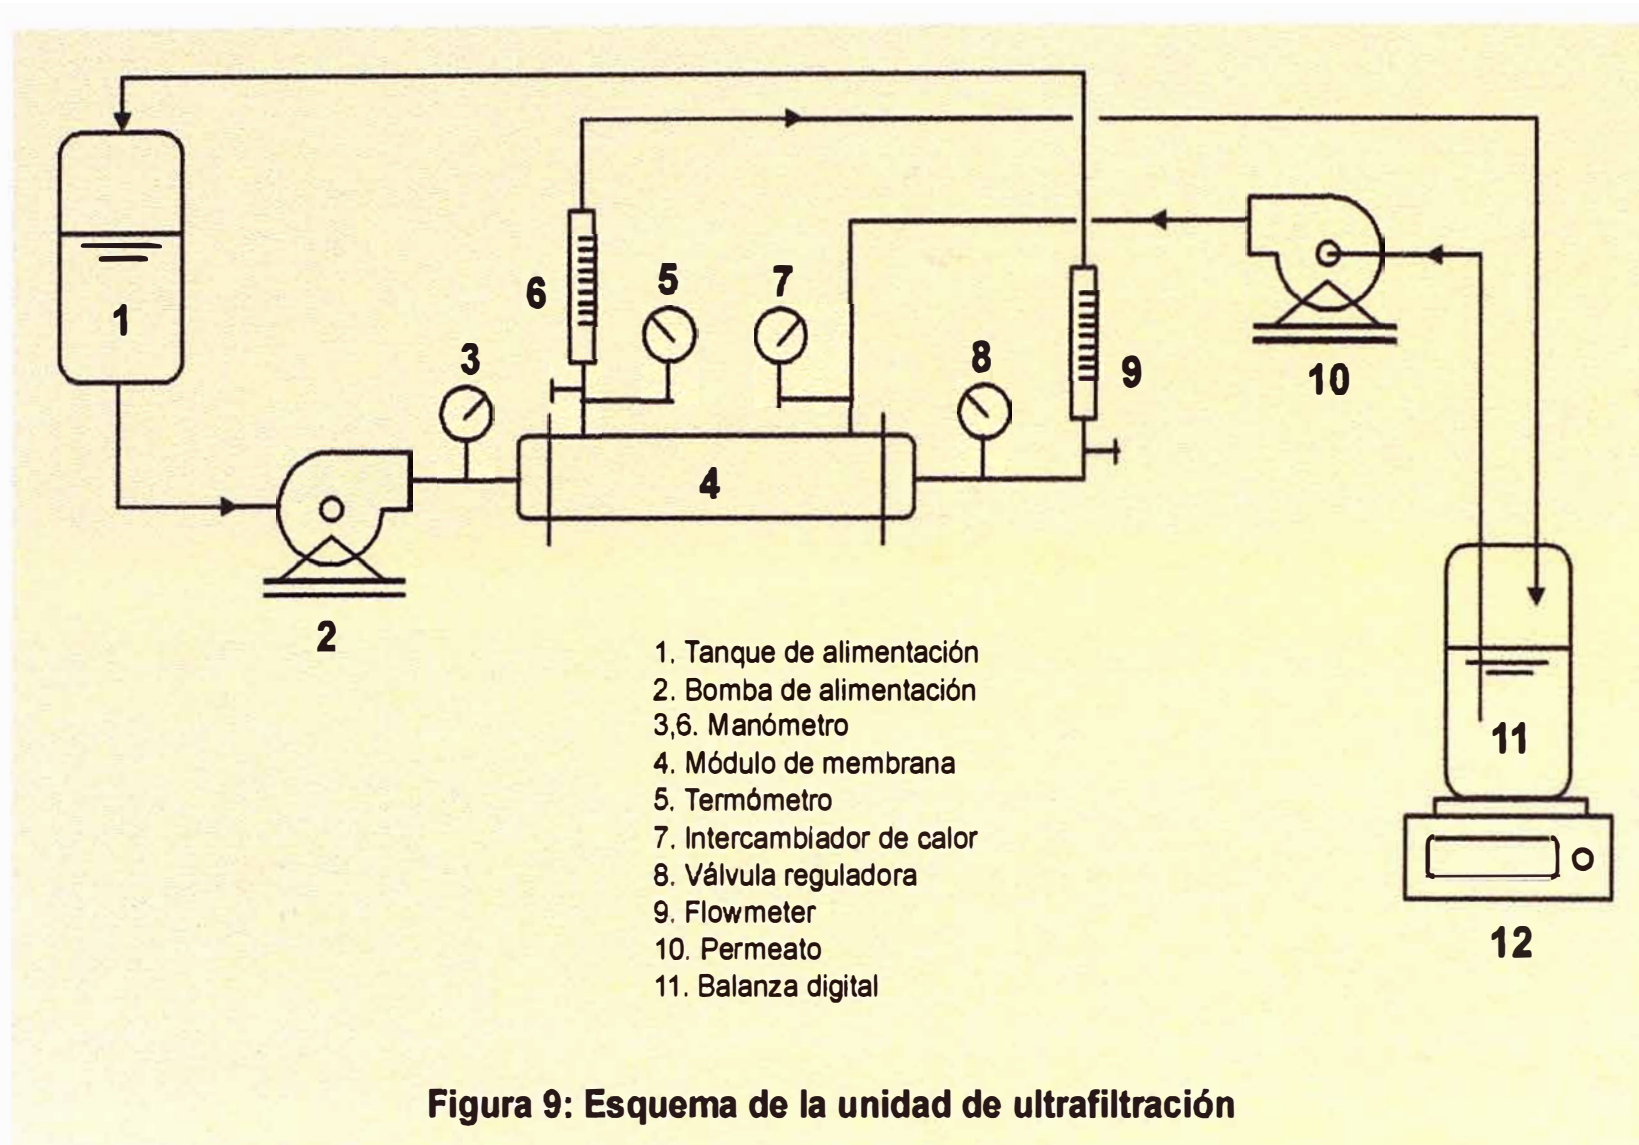 1
2
3
4
5
6
7
8
9
10
11
12
1. Tanque de alimentación
2. Bomba de alimentación
3,6. Manómetro
4. Módulo de membrana
5. Termómetro
7. Intercambiador de calor
8. Válvula reguladora
9. Flowmeter
10. Permeato
11. Balanza digital
Figura 9: Esquema de la unidad de ultrafiltración